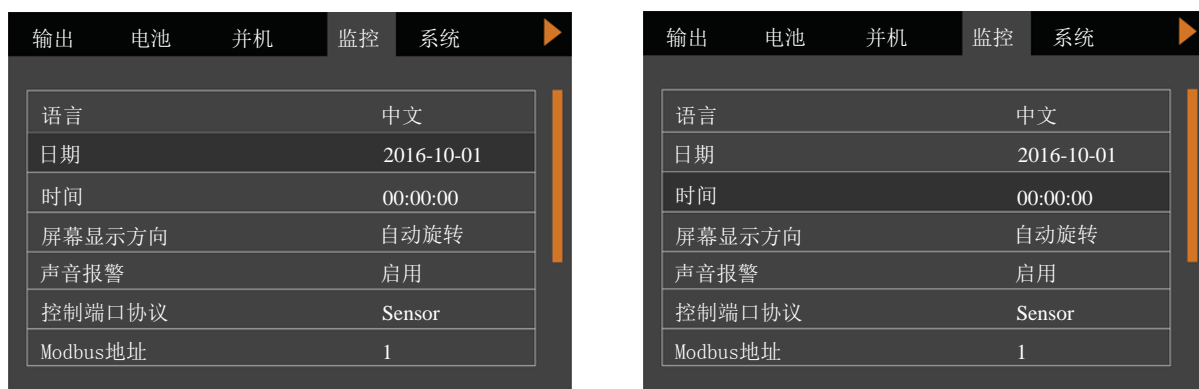 输出 电池 并机 监控 系统
语言 中文
日期 2016-10-01
时间 00:00:00
屏幕显示方向 自动旋转
声音报警 启用
控制端口协议 Sensor
Modbus地址 1
输出 电池 并机 监控 系统
语言 中文
日期 2016-10-01
时间 00:00:00
屏幕显示方向 自动旋转
声音报警 启用
控制端口协议 Sensor
Modbus地址 1